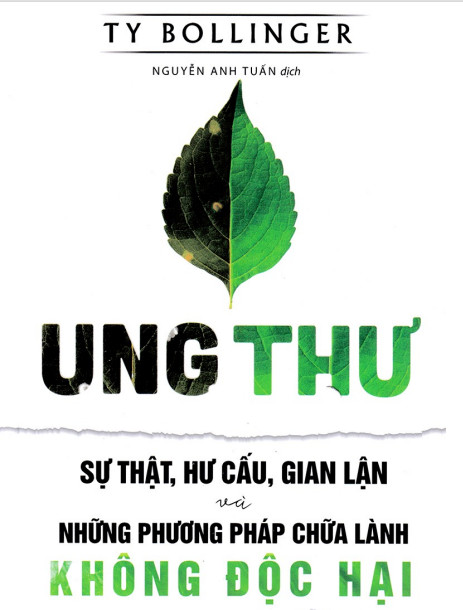 TY BOLLINGER
NGUYỄN ANH TUẤN dịch
UNG THƯ
SỰ THẬT, HƯ CẤU, GIAN LẬN
và
NHỮNG PHƯƠNG PHÁP CHỮA LÀNH
KHÔNG ĐỘC HẠI